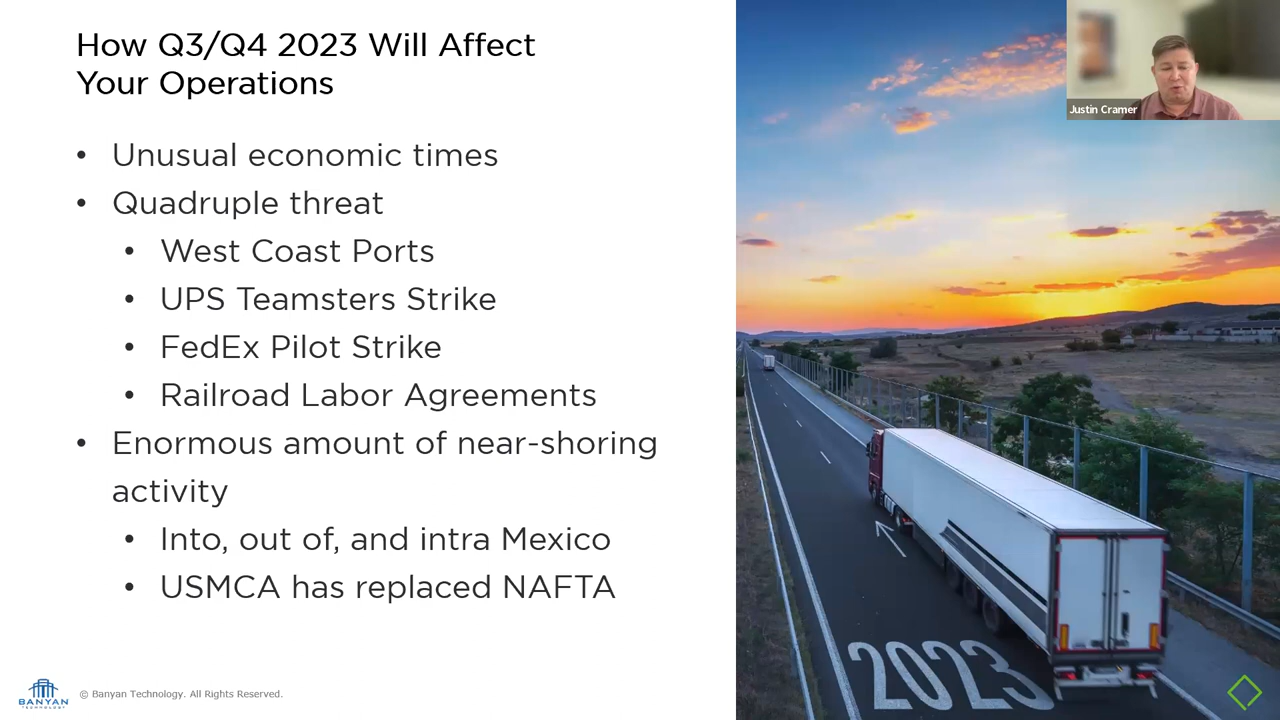 How Q3/Q4 2023 Will Affect
Your Operations
• Unusual economic times
• Quadruple threat
• West Coast Ports
• UPS Teamsters Strike
• FedEx Pilot Strike
• Railroad Labor Agreements
• Enormous amount of near-shoring
activity
• Into, out of, and intra Mexico
• USMCA has replaced NAFTA
Justin Cramer
2023
BANYAN
TECHNOLOGY
© Banyan Technology. All Rights Reserved.